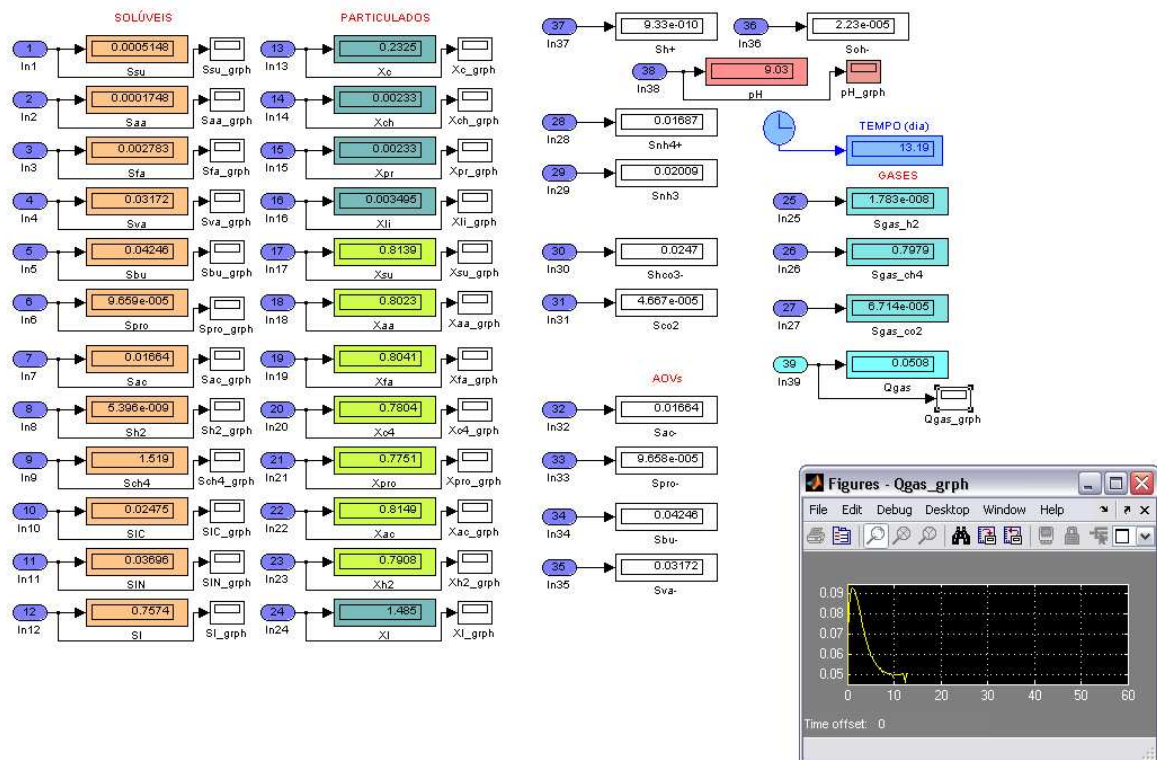 SOLÚVEIS
1
In1
0.0005148
Ssu
Ssu_grph
2
In2
0.0001748
Saa
Saa_grph
3
In3
0.002783
Sfa
Sfa_grph
4
In4
0.03172
Sva
Sva_grph
5
In5
0.04246
Sbu
Sbu_grph
6
In6
9.659e-005
Spro
Spro_grph
7
In7
0.01664
Sac
Sac_grph
8
In8
5.396e-009
Sh2
Sh2_grph
9
In9
1.519
Sch4
Sch4_grph
10
In10
0.02475
SIC
SIC_grph
11
In11
0.03696
SIN
SIN_grph
12
In12
0.7574
SI
SI_grph
PARTICULADOS
13
In13
0.2325
Xc
Xc_grph
14
In14
0.00233
Xch
Xch_grph
15
In15
0.00233
Xpr
Xpr_grph
16
In16
0.003495
Xli
Xli_grph
17
In17
0.8139
Xsu
Xsu_grph
18
In18
0.8023
Xaa
Xaa_grph
19
In19
0.8041
Xfa
Xfa_grph
20
In20
0.7804
Xc4
Xc4_grph
21
In21
0.7751
Xpro
Xpro_grph
22
In22
0.8149
Xac
Xac_grph
23
In23
0.7908
Xh2
Xh2_grph
24
In24
1.485
XI
XI_grph
37
In37
9.33e-010
Sh+
36
In36
2.23e-005
Soh-
38
In38
9.03
pH
pH_grph
28
In28
0.01687
Snh4+
29
In29
0.02009
Snh3
30
In30
0.0247
Shco3-
31
In31
4.667e-005
Sco2
AOVs
32
In32
0.01664
Sac-
33
In33
9.658e-005
Spro-
34
In34
0.04246
Sbu-
35
In35
0.03172
Sva-
TEMPO (dia)
13.19
GASES
25
In25
1.783e-008
Sgas_h2
26
In26
0.7979
Sgas_ch4
27
In27
6.714e-005
Sgas_co2
39
In39
0.0508
Qgas
Qgas_grph
Figures - Qgas_grph
File Edit Debug Desktop Window Help
0.09
0.08
0.07
0.06
0.05
0 10 20 30 40 50 60
Time offset: 0